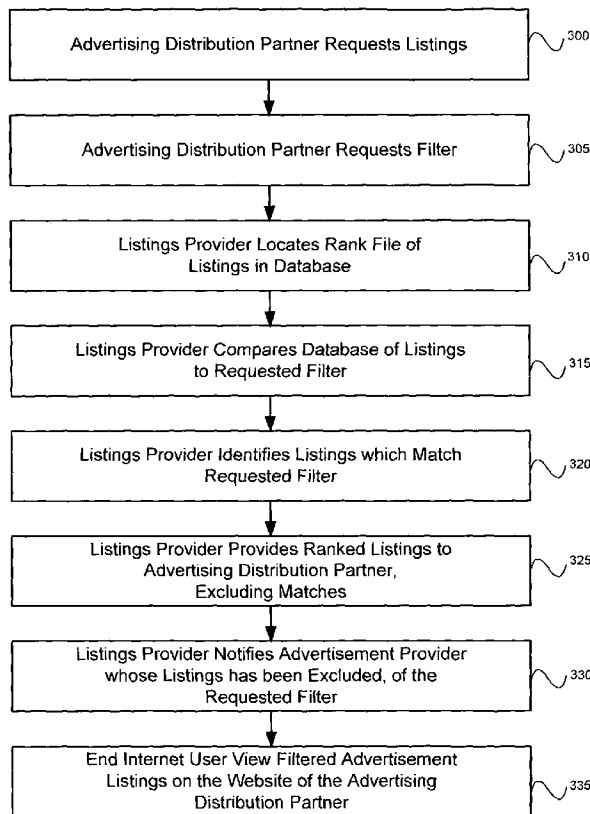 Advertising Distribution Partner Requests Listings
300
Advertising Distribution Partner Requests Filter
305
Listings Provider Locates Rank File of
Listings in Database
310
Listings Provider Compares Database of Listings
to Requested Filter
315
Listings Provider Identifies Listings which Match
Requested Filter
320
Listings Provider Provides Ranked Listings to
Advertising Distribution Partner,
Excluding Matches
325
Listings Provider Notifies Advertisement Provider
whose Listings has been Excluded, of the
Requested Filter
330
End Internet User View Filtered Advertisement
Listings on the Website of the Advertising
Distribution Partner
335